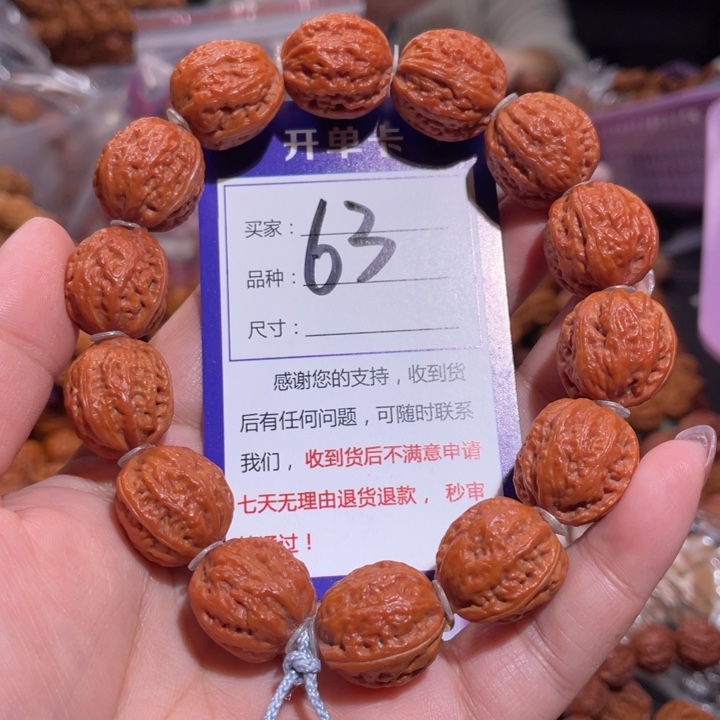 开单卡
买家：
63
品种：
尺寸：
感谢您的支持，收到货
后有任何问题，可随时联系
我们，收到货后不满意申请
七天无理由退货退款，秒审
通过！